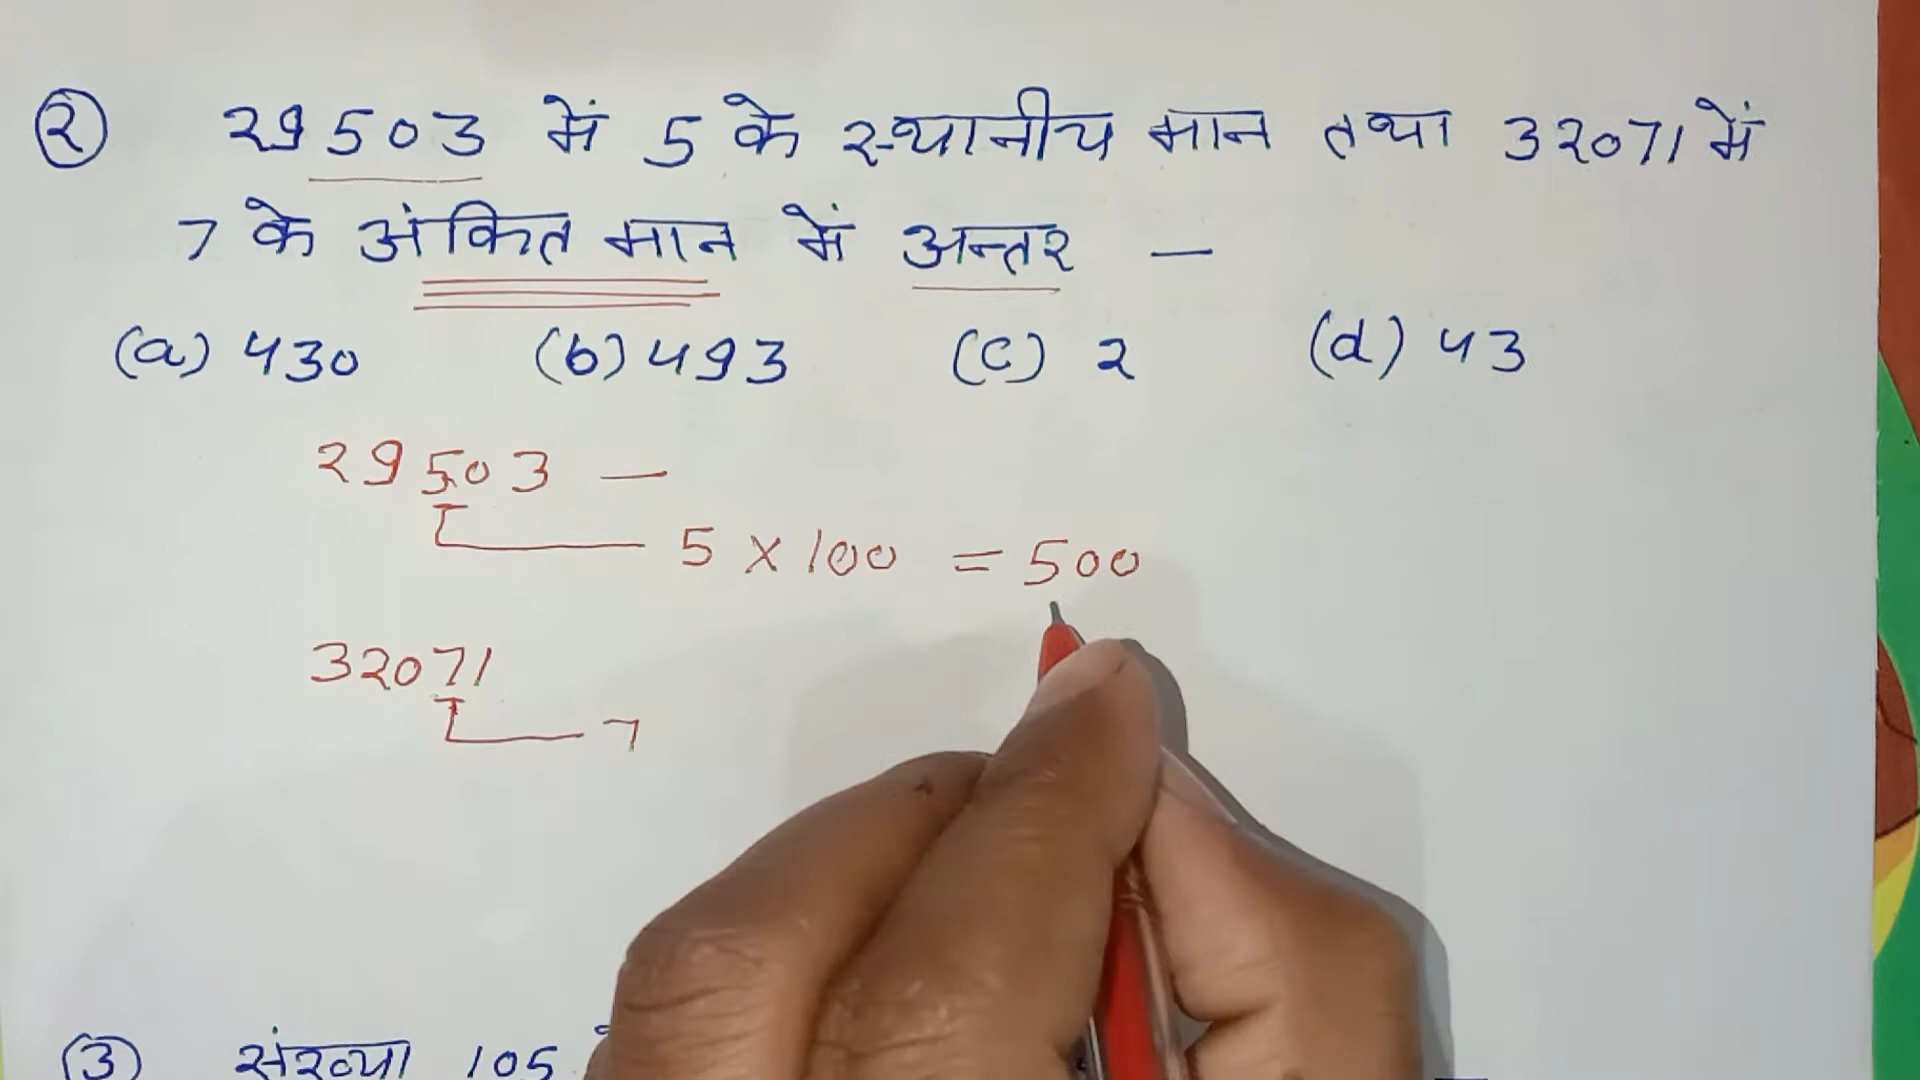 ② 29503 में 5 के स्थानीय मान तथा 32071 में
7 के अंकित मान में अन्तर —
(a) 430 (b) 493 (c) 2 (d) 43
29503 —
5 × 100 = 500
32071
7
③ संख्या 105